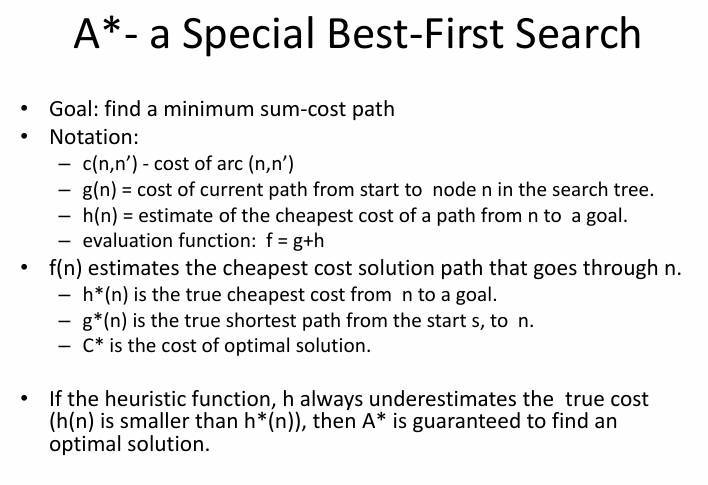 A*- a Special Best-First Search
• Goal: find a minimum sum-cost path
• Notation:
– c(n,n’) - cost of arc (n,n’)
– g(n) = cost of current path from start to node n in the search tree.
– h(n) = estimate of the cheapest cost of a path from n to a goal.
– evaluation function: f = g+h
• f(n) estimates the cheapest cost solution path that goes through n.
– h*(n) is the true cheapest cost from n to a goal.
– g*(n) is the true shortest path from the start s, to n.
– C* is the cost of optimal solution.
• If the heuristic function, h always underestimates the true cost
(h(n) is smaller than h*(n)), then A* is guaranteed to find an
optimal solution.